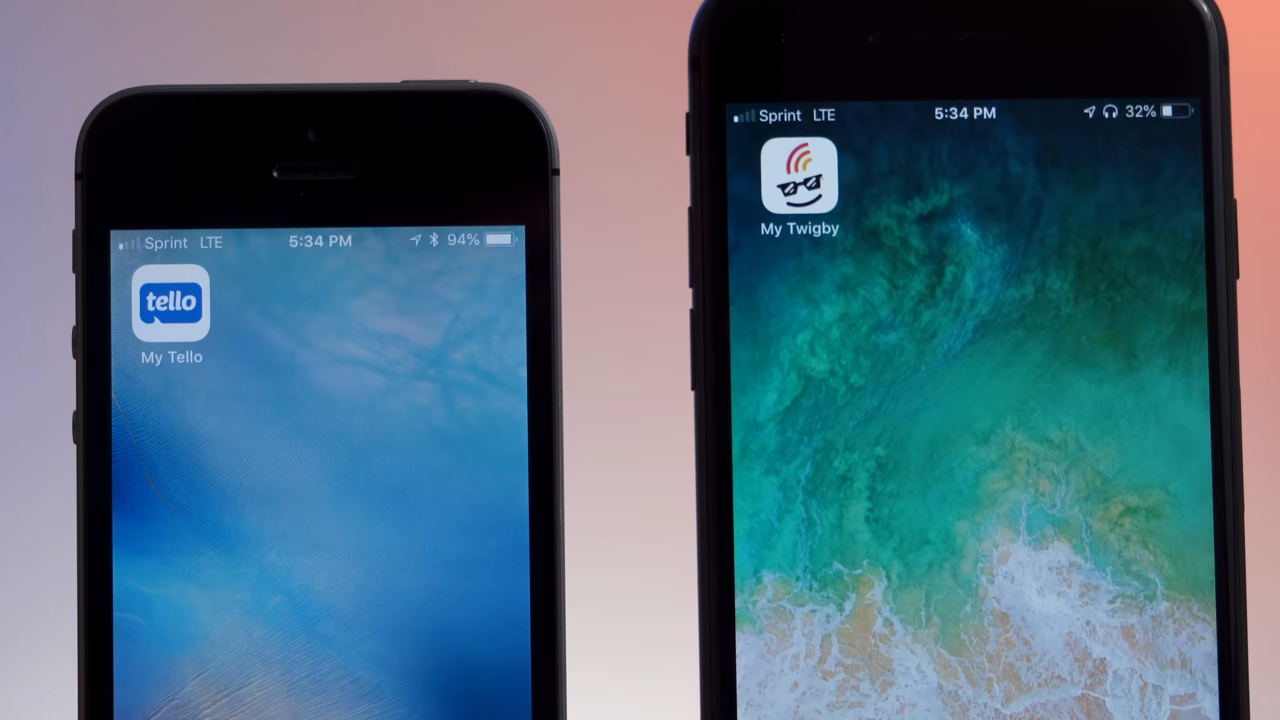 Sprint LTE 5:34 PM 94%
tello
My Tello
Sprint LTE 5:34 PM 32%
My Twigby